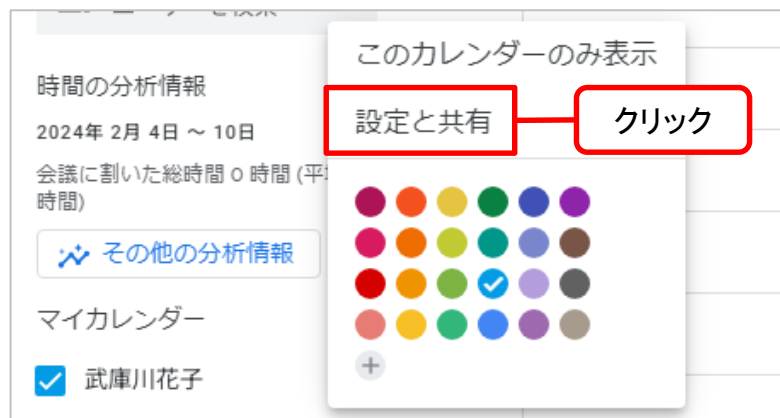 このカレンダーのみ表示
設定と共有
クリック
時間の分析情報
2024年 2月 4日 ～ 10日
会議に割いた総時間 0 時間 (平
時間)
その他の分析情報
マイカレンダー
武庫川花子